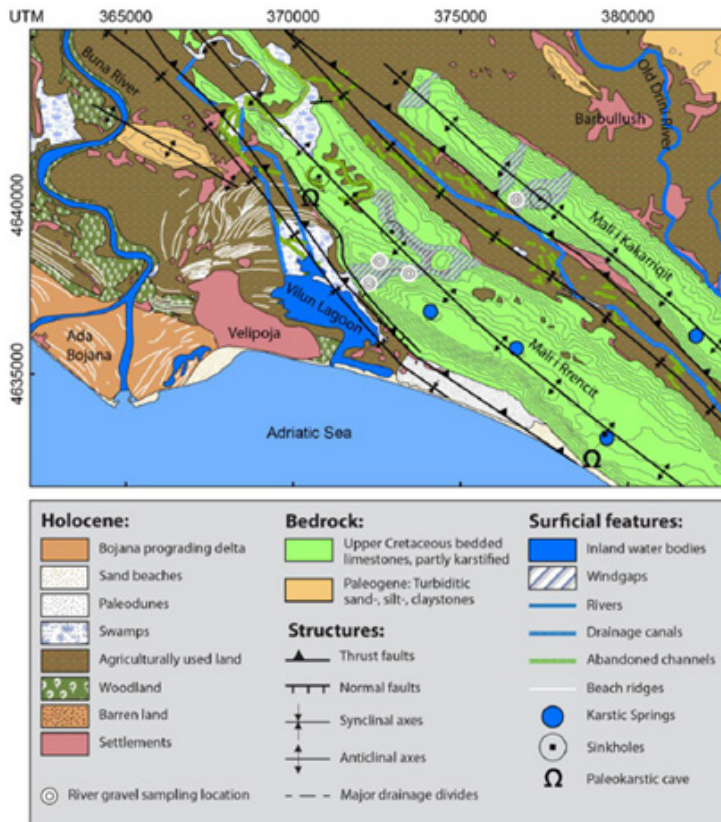 UTM 365000 370000 375000 380000
4640000
4635000
Buna River
Old Drini River
Barbullush
Mali i Kakarriqit
Vilun Lagoon
Velipoja
Ada
Bojana
Mali i Rrencit
Adriatic Sea
Holocene:
Bojana prograding delta
Sand beaches
Paleodunes
Swamps
Agriculturally used land
Woodland
Barren land
Settlements
River gravel sampling location
Bedrock:
Upper Cretaceous bedded
limestones, partly karstified
Paleogene: Turbiditic
sand-, silt-, claystones
Structures:
Thrust faults
Normal faults
Synclinal axes
Anticlinal axes
Major drainage divides
Surficial features:
Inland water bodies
Windgaps
Rivers
Drainage canals
Abandoned channels
Beach ridges
Karstic Springs
Sinkholes
Paleokarstic cave